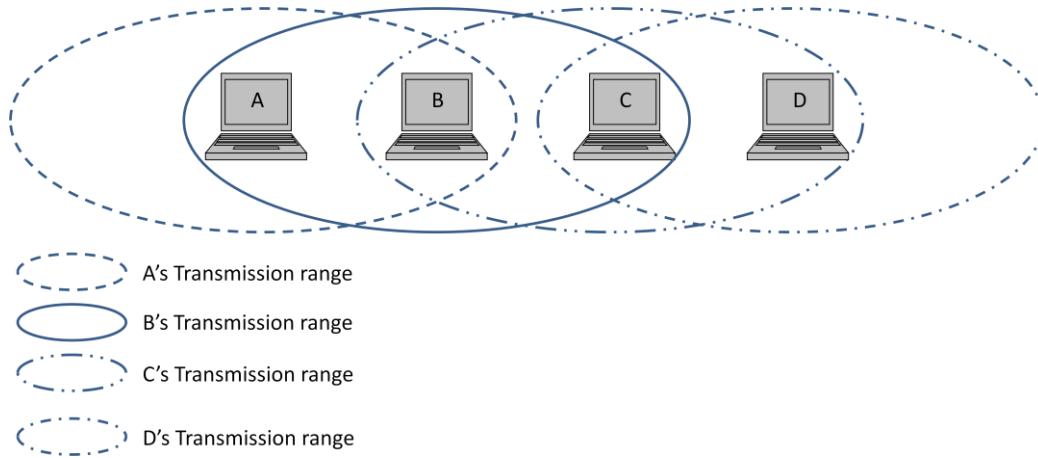 A B C D
A's Transmission range
B's Transmission range
C's Transmission range
D's Transmission range